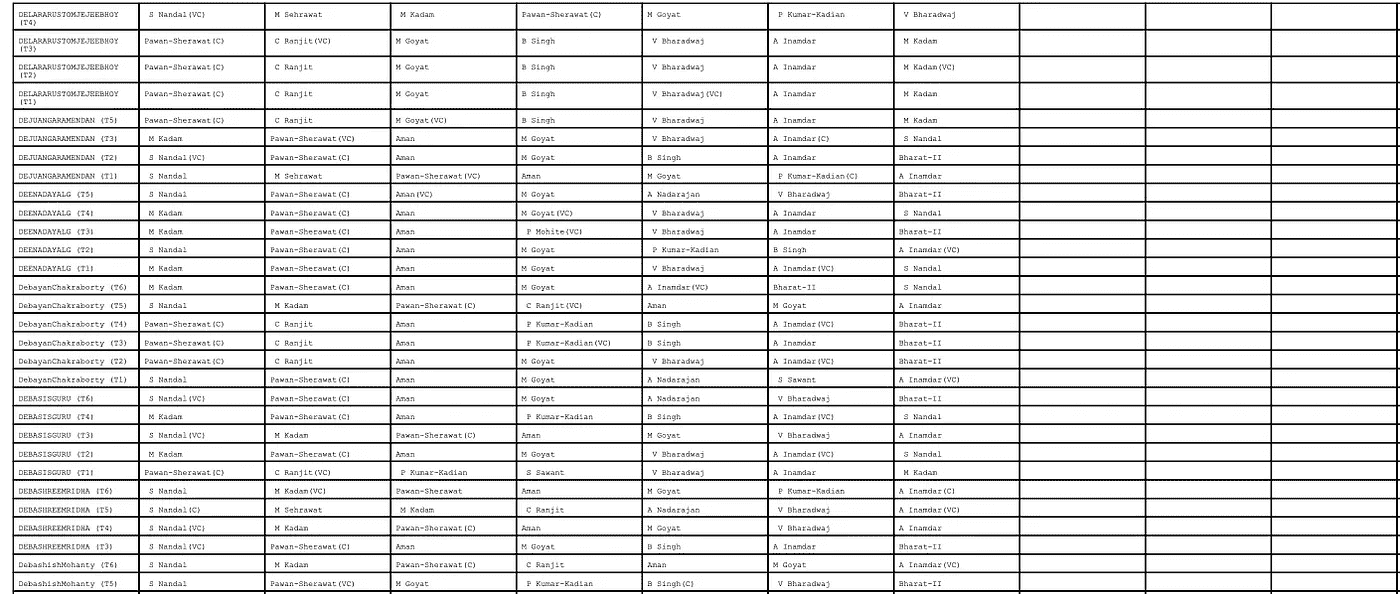 DELARARUSTOMJEJEEBHOY (T4) S Nandal(VC) M Sehrawat M Kadam Pawan-Sherawat(C) M Goyat P Kumar-Kadian V Bharadwaj
DELARARUSTOMJEJEEBHOY (T3) Pawan-Sherawat(C) C Ranjit(VC) M Goyat B Singh V Bharadwaj A Inamdar M Kadam
DELARARUSTOMJEJEEBHOY (T2) Pawan-Sherawat(C) C Ranjit M Goyat B Singh V Bharadwaj A Inamdar M Kadam(VC)
DELARARUSTOMJEJEEBHOY (T1) Pawan-Sherawat(C) C Ranjit M Goyat B Singh V Bharadwaj(VC) A Inamdar M Kadam
DEJUANGARAMENDAN (T5) Pawan-Sherawat(C) C Ranjit M Goyat(VC) B Singh V Bharadwaj A Inamdar M Kadam
DEJUANGARAMENDAN (T3) M Kadam Pawan-Sherawat(VC) Aman M Goyat V Bharadwaj A Inamdar(C) S Nandal
DEJUANGARAMENDAN (T2) S Nandal(VC) Pawan-Sherawat(C) Aman M Goyat B Singh A Inamdar Bharat-II
DEJUANGARAMENDAN (T1) S Nandal M Sehrawat Pawan-Sherawat(VC) Aman M Goyat P Kumar-Kadian(C) A Inamdar
DEENADAYALG (T5) S Nandal Pawan-Sherawat(C) Aman(VC) M Goyat A Nadarajan V Bharadwaj Bharat-II
DEENADAYALG (T4) M Kadam Pawan-Sherawat(C) Aman M Goyat(VC) V Bharadwaj A Inamdar S Nandal
DEENADAYALG (T3) M Kadam Pawan-Sherawat(C) Aman P Mohite(VC) V Bharadwaj A Inamdar Bharat-II
DEENADAYALG (T2) S Nandal Pawan-Sherawat(C) Aman M Goyat P Kumar-Kadian B Singh A Inamdar(VC)
DEENADAYALG (T1) M Kadam Pawan-Sherawat(C) Aman M Goyat V Bharadwaj A Inamdar(VC) S Nandal
DebayanChakraborty (T6) M Kadam Pawan-Sherawat(C) Aman M Goyat A Inamdar(VC) Bharat-II S Nandal
DebayanChakraborty (T5) S Nandal M Kadam Pawan-Sherawat(C) C Ranjit(VC) Aman M Goyat A Inamdar
DebayanChakraborty (T4) Pawan-Sherawat(C) C Ranjit Aman P Kumar-Kadian B Singh A Inamdar(VC) Bharat-II
DebayanChakraborty (T3) Pawan-Sherawat(C) C Ranjit Aman P Kumar-Kadian(VC) B Singh A Inamdar Bharat-II
DebayanChakraborty (T2) Pawan-Sherawat(C) C Ranjit Aman M Goyat V Bharadwaj A Inamdar(VC) Bharat-II
DebayanChakraborty (T1) S Nandal Pawan-Sherawat(C) Aman M Goyat A Nadarajan S Sawant A Inamdar(VC)
DEBASISGURU (T6) S Nandal(VC) Pawan-Sherawat(C) Aman M Goyat A Nadarajan V Bharadwaj Bharat-II
DEBASISGURU (T4) M Kadam Pawan-Sherawat(C) Aman P Kumar-Kadian B Singh A Inamdar(VC) S Nandal
DEBASISGURU (T3) S Nandal(VC) M Kadam Pawan-Sherawat(C) Aman M Goyat V Bharadwaj A Inamdar
DEBASISGURU (T2) M Kadam Pawan-Sherawat(C) Aman M Goyat V Bharadwaj A Inamdar(VC) S Nandal
DEBASISGURU (T1) Pawan-Sherawat(C) C Ranjit(VC) P Kumar-Kadian S Sawant V Bharadwaj A Inamdar M Kadam
DEBASHREEMRIDHA (T6) S Nandal M Kadam(VC) Pawan-Sherawat Aman M Goyat P Kumar-Kadian A Inamdar(C)
DEBASHREEMRIDHA (T5) S Nandal(C) M Sehrawat M Kadam C Ranjit A Nadarajan V Bharadwaj A Inamdar(VC)
DEBASHREEMRIDHA (T4) S Nandal(VC) M Kadam Pawan-Sherawat(C) Aman M Goyat V Bharadwaj A Inamdar
DEBASHREEMRIDHA (T3) S Nandal(VC) Pawan-Sherawat(C) Aman M Goyat B Singh A Inamdar Bharat-II
DebashishMohanty (T6) S Nandal M Kadam Pawan-Sherawat(C) C Ranjit Aman M Goyat A Inamdar(VC)
DebashishMohanty (T5) S Nandal Pawan-Sherawat(VC) M Goyat P Kumar-Kadian B Singh(C) V Bharadwaj Bharat-II